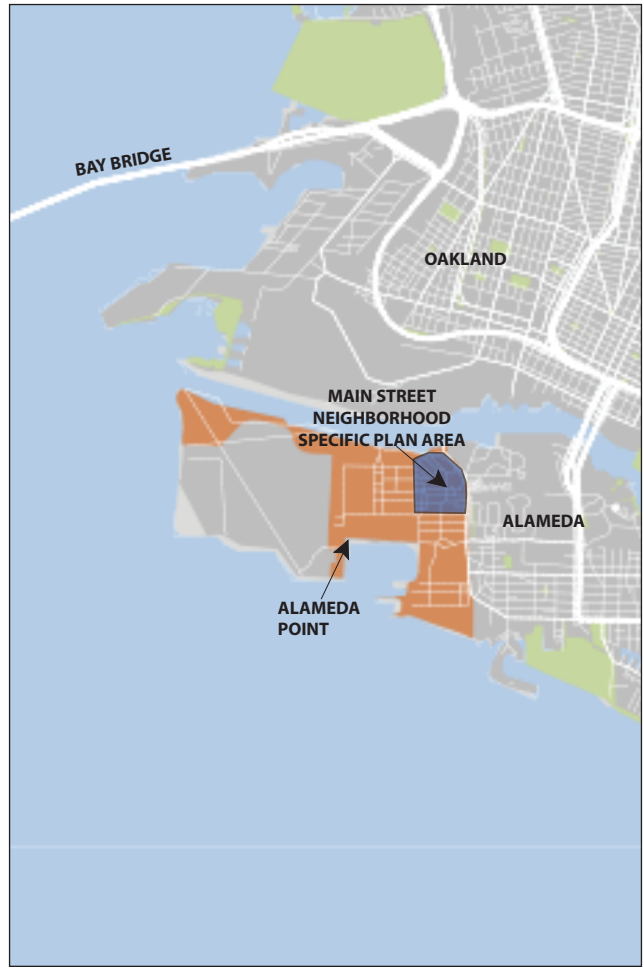 BAY BRIDGE
OAKLAND
MAIN STREET
NEIGHBORHOOD
SPECIFIC PLAN AREA
ALAMEDA
ALAMEDA
POINT